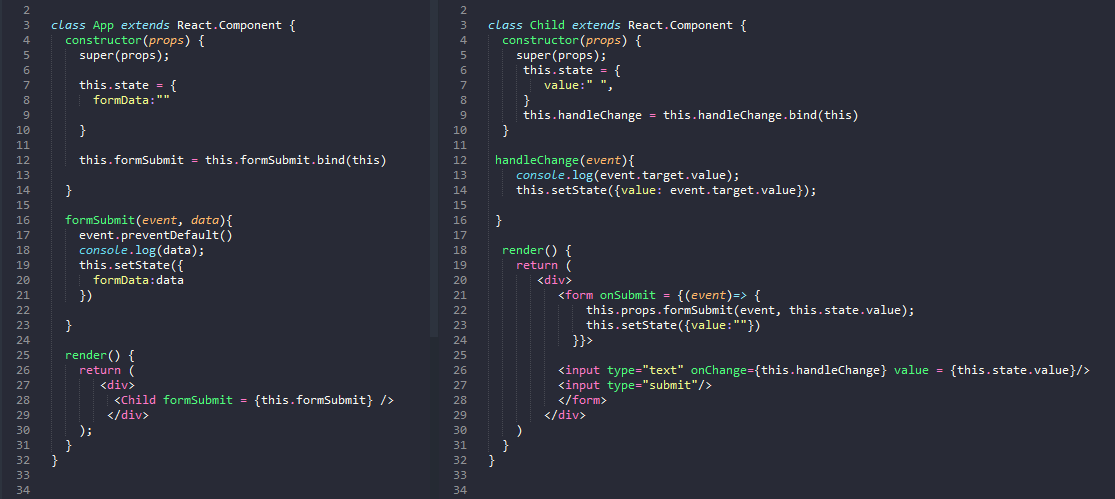 2
3 class App extends React.Component {
4 constructor(props) {
5 super(props);
6
7 this.state = {
8 formData:""
9
10 }
11
12 this.formSubmit = this.formSubmit.bind(this)
13
14 }
15
16 formSubmit(event, data){
17 event.preventDefault()
18 console.log(data);
19 this.setState({
20 formData:data
21 })
22
23 }
24
25 render() {
26 return (
27 <div>
28 <Child formSubmit = {this.formSubmit} />
29 </div>
30 );
31 }
32 }
33
34
2
3 class Child extends React.Component {
4 constructor(props) {
5 super(props);
6 this.state = {
7 value:" ",
8 }
9 this.handleChange = this.handleChange.bind(this)
10 }
11
12 handleChange(event){
13 console.log(event.target.value);
14 this.setState({value: event.target.value});
15
16 }
17
18 render() {
19 return (
20 <div>
21 <form onSubmit = {(event)=> {
22 this.props.formSubmit(event, this.state.value);
23 this.setState({value:""})
24 }}>
25
26 <input type="text" onChange={this.handleChange} value = {this.state.value}/>
27 <input type="submit"/>
28 </form>
29 </div>
30 )
31 }
32 }
33
34